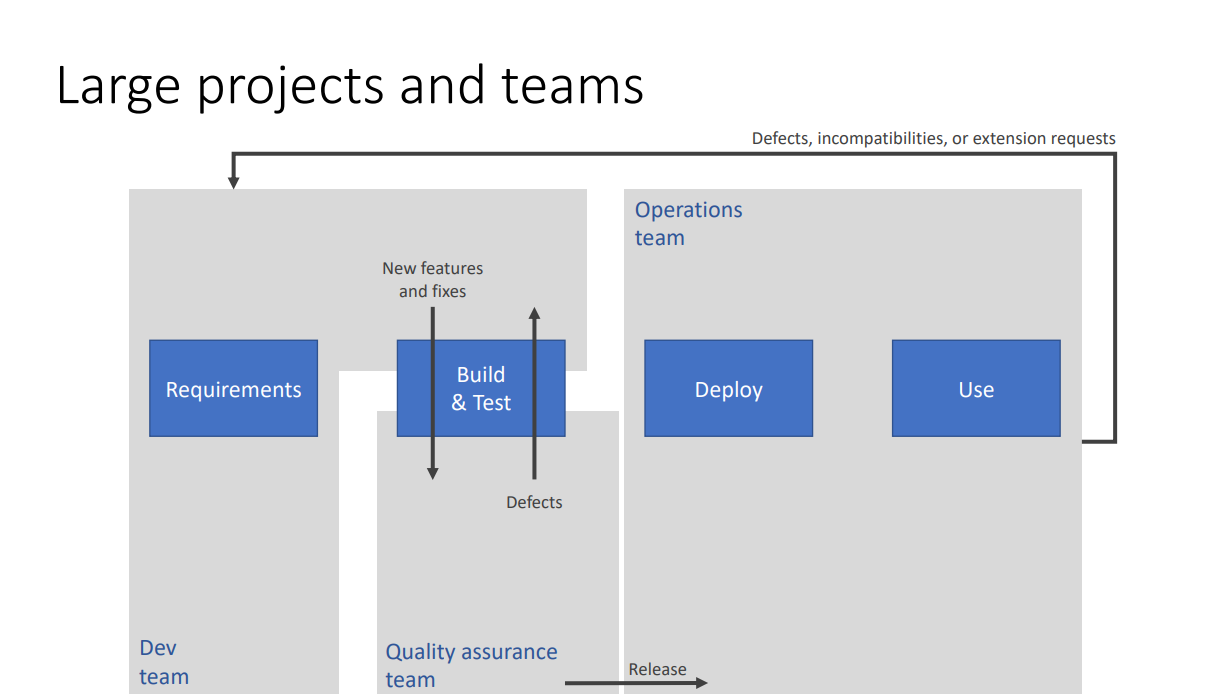 Large projects and teams
Defects, incompatibilities, or extension requests
Operations
team
New features
and fixes
Requirements
Build
& Test
Deploy
Use
Defects
Dev
team
Quality assurance
team
Release